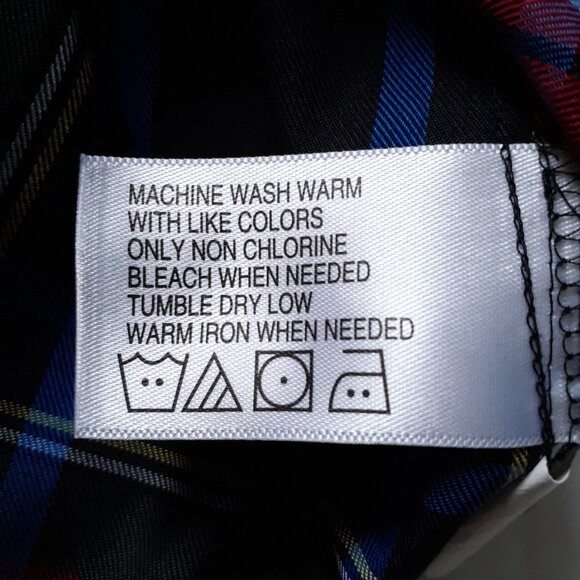 MACHINE WASH WARM
WITH LIKE COLORS
ONLY NON CHLORINE
BLEACH WHEN NEEDED
TUMBLE DRY LOW
WARM IRON WHEN NEEDED